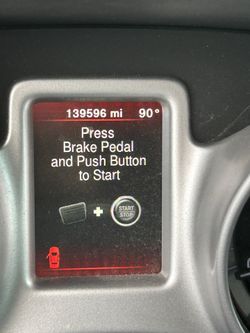 139596 mi 90°
Press
Brake Pedal
and Push Button
to Start
+ START
STOP